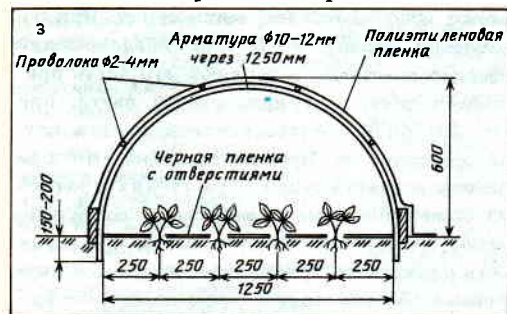 3
Арматура Ф10-12мм
через 1250мм
Полиэтиленовая
пленка
Проволока Ф2-4мм
Черная пленка
с отверстиями
600
150-200
250 250 250 250 250
1250